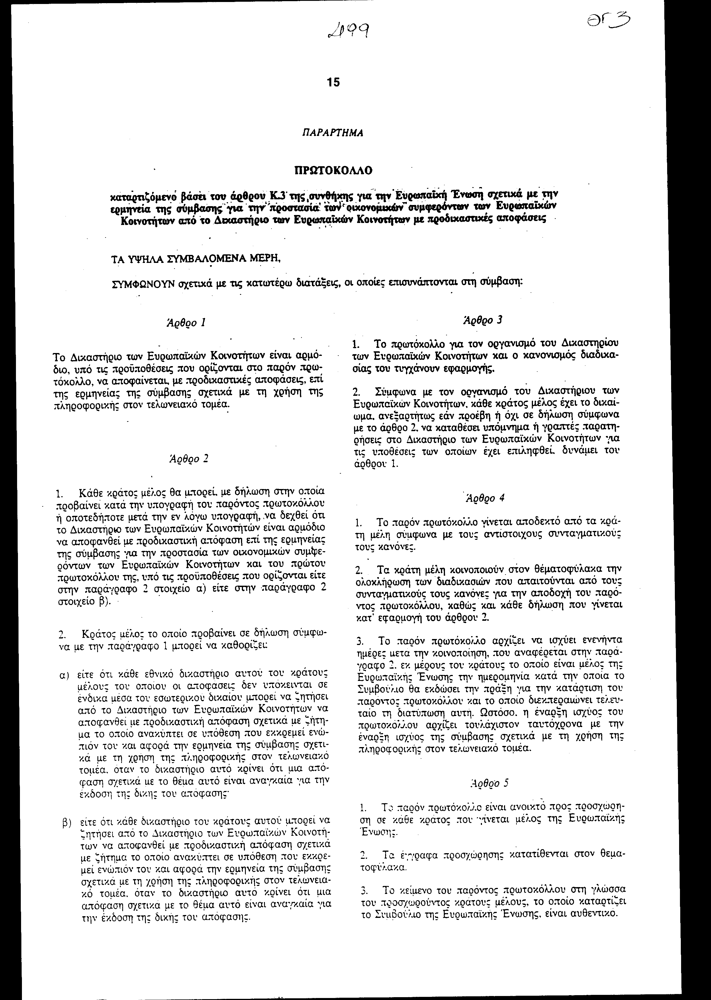 499
ΘΓ3
15
ΠΑΡΑΡΤΗΜΑ
ΠΡΩΤΟΚΟΛΛΟ
καταρτιζόμενο βάσει του άρθρου Κ.3 της συνθήκης για την Ευρωπαϊκή Ένωση σχετικά με την
ερμηνεία της σύμβασης για την προστασία των οικονομικών συμφερόντων των Ευρωπαϊκών
Κοινοτήτων από το Δικαστήριο των Ευρωπαϊκών Κοινοτήτων με προδικαστικές αποφάσεις
ΤΑ ΥΨΗΛΑ ΣΥΜΒΑΛΟΜΕΝΑ ΜΕΡΗ,
ΣΥΜΦΩΝΟΥΝ σχετικά με τις κατωτέρω διατάξεις, οι οποίες επισυνάπτονται στη σύμβαση:
Άρθρο 1
Το Δικαστήριο των Ευρωπαϊκών Κοινοτήτων είναι αρμό-
διο, υπό τις προϋποθέσεις που ορίζονται στο παρόν πρω-
τόκολλο, να αποφαίνεται, με προδικαστικές αποφάσεις, επί
της ερμηνείας της σύμβασης σχετικά με τη χρήση της
πληροφορικής στον τελωνειακό τομέα.
Άρθρο 2
1. Κάθε κράτος μέλος θα μπορεί, με δήλωση στην οποία
προβαίνει κατά την υπογραφή του παρόντος πρωτοκόλλου
ή οποτεδήποτε μετά την εν λόγω υπογραφή, να δεχθεί ότι
το Δικαστήριο των Ευρωπαϊκών Κοινοτήτων είναι αρμόδιο
να αποφανθεί με προδικαστική απόφαση επί της ερμηνείας
της σύμβασης για την προστασία των οικονομικών συμφε-
ρόντων των Ευρωπαϊκών Κοινοτήτων και του πρώτου
πρωτοκόλλου της, υπό τις προϋποθέσεις που ορίζονται είτε
στην παράγραφο 2 στοιχείο α) είτε στην παράγραφο 2
στοιχείο β).
2. Κράτος μέλος το οποίο προβαίνει σε δήλωση σύμφω-
να με την παράγραφο 1 μπορεί να καθορίζει:
α) είτε ότι κάθε εθνικό δικαστήριο αυτού του κράτους
μέλους του οποίου οι αποφάσεις δεν υπόκεινται σε
ένδικα μέσα του εσωτερικού δικαίου μπορεί να ζητήσει
από το Δικαστήριο των Ευρωπαϊκών Κοινοτήτων να
αποφανθεί με προδικαστική απόφαση σχετικά με ζήτη-
μα το οποίο ανακύπτει σε υπόθεση που εκκρεμεί ενώ-
πιόν του και αφορά την ερμηνεία της σύμβασης σχετι-
κά με τη χρήση της πληροφορικής στον τελωνειακό
τομέα, όταν το δικαστήριο αυτό κρίνει ότι μια από-
φαση σχετικά με το θέμα αυτό είναι αναγκαία για την
έκδοση της δικής του απόφασης·
β) είτε ότι κάθε δικαστήριο του κράτους αυτού μπορεί να
ζητήσει από το Δικαστήριο των Ευρωπαϊκών Κοινοτή-
των να αποφανθεί με προδικαστική απόφαση σχετικά
με ζήτημα το οποίο ανακύπτει σε υπόθεση που εκκρε-
μεί ενώπιόν του και αφορά την ερμηνεία της σύμβασης
σχετικά με τη χρήση της πληροφορικής στον τελωνεια-
κό τομέα, όταν το δικαστήριο αυτό κρίνει ότι μια
απόφαση σχετικά με το θέμα αυτό είναι αναγκαία για
την έκδοση της δικής του απόφασης.
Άρθρο 3
1. Το πρωτόκολλο για τον οργανισμό του Δικαστηρίου
των Ευρωπαϊκών Κοινοτήτων και ο κανονισμός διαδικα-
σίας του τυγχάνουν εφαρμογής.
2. Σύμφωνα με τον οργανισμό του Δικαστήριου των
Ευρωπαϊκών Κοινοτήτων, κάθε κράτος μέλος έχει το δικαί-
ωμα, ανεξαρτήτως εάν προέβη ή όχι σε δήλωση σύμφωνα
με το άρθρο 2, να καταθέσει υπόμνημα ή γραπτές παρατη-
ρήσεις στο Δικαστήριο των Ευρωπαϊκών Κοινοτήτων για
τις υποθέσεις των οποίων έχει επιληφθεί, δυνάμει του
άρθρου 1.
Άρθρο 4
1. Το παρόν πρωτόκολλο γίνεται αποδεκτό από τα κρά-
τη μέλη σύμφωνα με τους αντίστοιχους συνταγματικούς
τους κανόνες.
2. Τα κράτη μέλη κοινοποιούν στον θέματοφύλακα την
ολοκλήρωση των διαδικασιών που απαιτούνται από τους
συνταγματικούς τους κανόνες για την αποδοχή του παρό-
ντος πρωτοκόλλου, καθώς και κάθε δήλωση που γίνεται
κατ' εφαρμογή του άρθρου 2.
3. Το παρόν πρωτόκολλο αρχίζει να ισχύει ενενήντα
ημέρες μετά την κοινοποίηση, που αναφέρεται στην παρά-
γραφο 2, εκ μέρους του κράτους το οποίο είναι μέλος της
Ευρωπαϊκής Ένωσης την ημερομηνία κατά την οποία το
Συμβούλιο θα εκδώσει την πράξη για την κατάρτιση του
παρόντος πρωτοκόλλου και το οποίο διεκπεραιώνει τελευ-
ταίο τη διατύπωση αυτή. Ωστόσο, η έναρξη ισχύος του
πρωτοκόλλου αρχίζει τουλάχιστον ταυτόχρονα με την
έναρξη ισχύος της σύμβασης σχετικά με τη χρήση της
πληροφορικής στον τελωνειακό τομέα.
Άρθρο 5
1. Το παρόν πρωτόκολλο είναι ανοικτό προς προσχώρη-
ση σε κάθε κράτος που γίνεται μέλος της Ευρωπαϊκής
Ένωσης.
2. Τα έγγραφα προσχώρησης κατατίθενται στον θεμα-
τοφύλακα.
3. Το κείμενο του παρόντος πρωτοκόλλου στη γλώσσα
του προσχωρούντος κράτους μέλους, το οποίο καταρτίζει
το Συμβούλιο της Ευρωπαϊκής Ένωσης, είναι αυθεντικό.